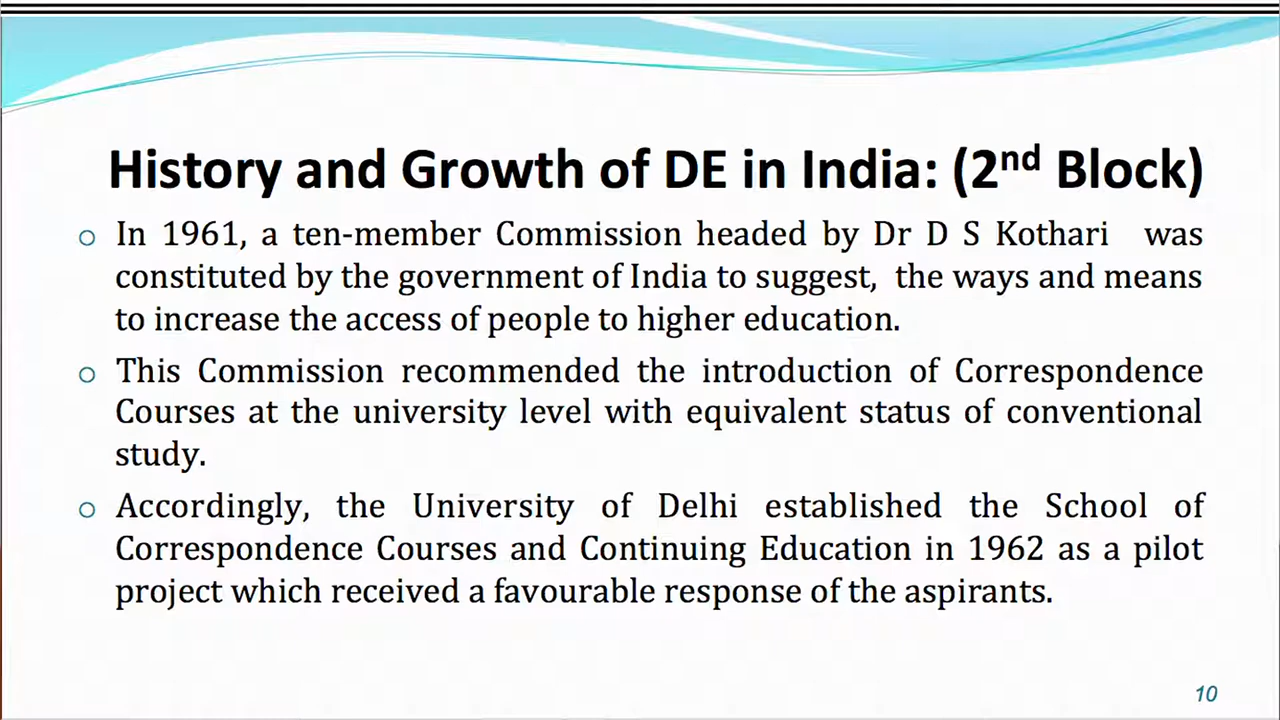 History and Growth of DE in India: (2nd Block)
In 1961, a ten-member Commission headed by Dr D S Kothari was
constituted by the government of India to suggest, the ways and means
to increase the access of people to higher education.
This Commission recommended the introduction of Correspondence
Courses at the university level with equivalent status of conventional
study.
Accordingly, the University of Delhi established the School of
Correspondence Courses and Continuing Education in 1962 as a pilot
project which received a favourable response of the aspirants.
10